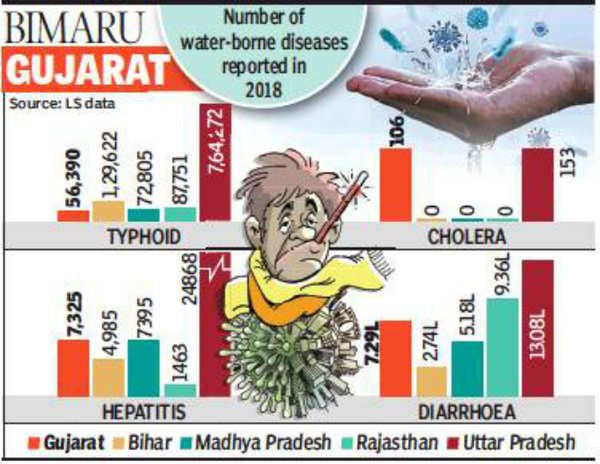 BIMARU
GUJARAT
Number of
water-borne diseases
reported in
2018
Source: LS data
56,390
1,29,622
72,805
87,751
7,64,272
TYPHOID
106
0
0
0
153
CHOLERA
7,325
4,985
7395
1463
24868
HEPATITIS
7.29L
2.74L
5.18L
9.36L
13.08L
DIARRHOEA
Gujarat Bihar Madhya Pradesh Rajasthan Uttar Pradesh